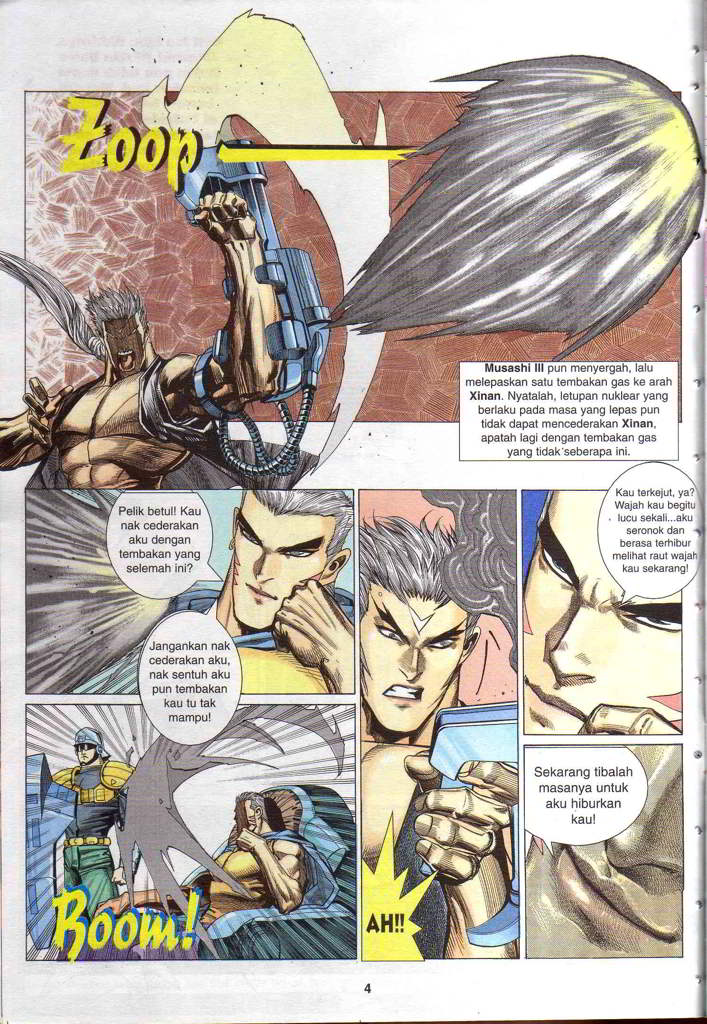 Zoop
Musashi III pun menyergah, lalu
melepaskan satu tembakan gas ke arah
Xinan. Nyatalah, letupan nuklear yang
berlaku pada masa yang lepas pun
tidak dapat mencederakan Xinan,
apatah lagi dengan tembakan gas
yang tidak seberapa ini.
Pelik betul! Kau
nak cederakan
aku dengan
tembakan yang
selemah ini?
Jangankan nak
cederakan aku,
nak sentuh aku
pun tembakan
kau tu tak
mampu!
Kau terkejut, ya?
Wajah kau begitu
lucu sekali...aku
seronok dan
berasa terhibur
melihat raut wajah
kau sekarang!
Boom!
AH!!
Sekarang tibalah
masanya untuk
aku hiburkan
kau!
4